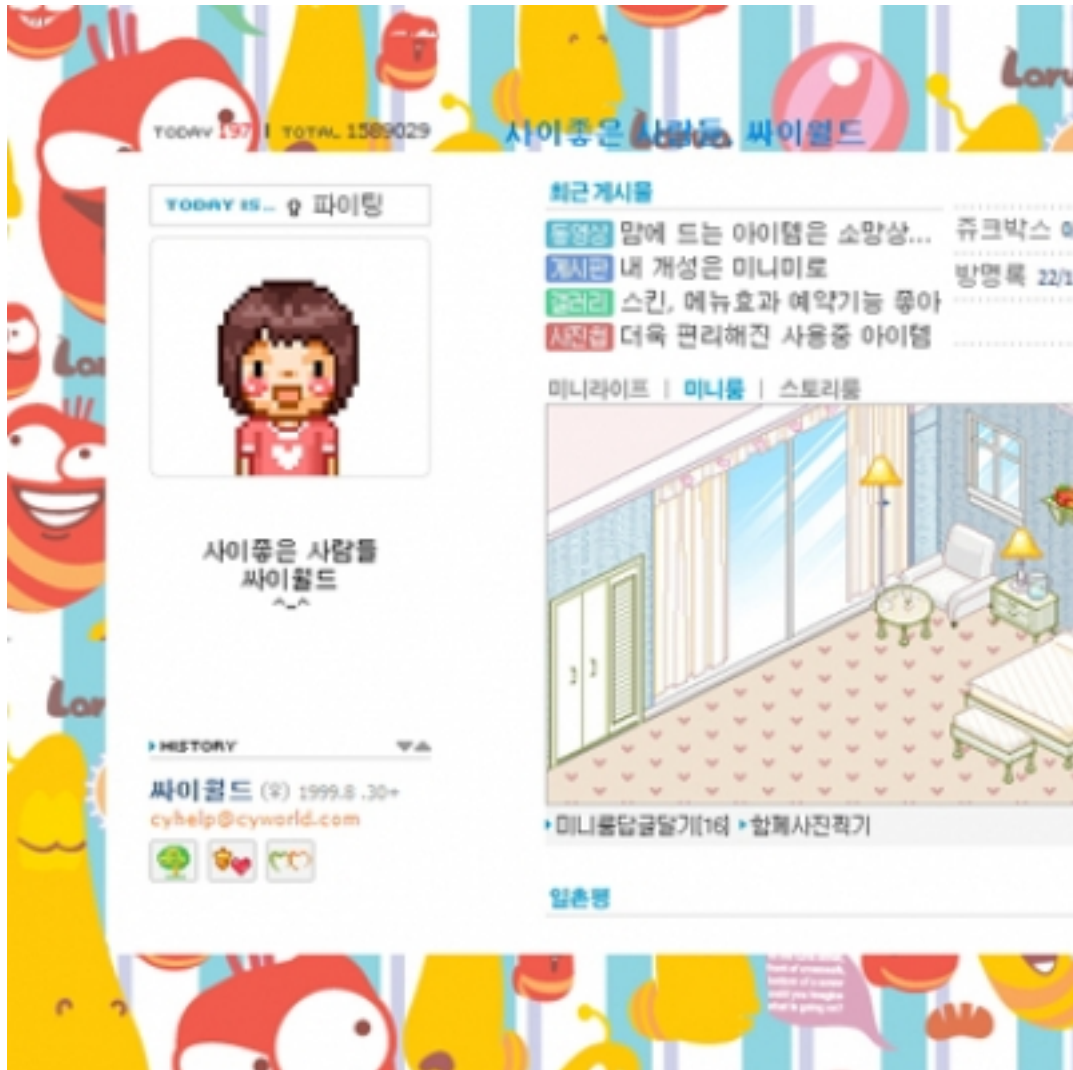 TODAY 197 | TOTAL 1589029
사이좋은 사람들, 싸이월드
TODAY IS... 파이팅
사이좋은 사람들
싸이월드
^_^
HISTORY
싸이월드 (우) 1999.8 .30+
cyhelp@cyworld.com
최근 게시물
동영상 맘에 드는 아이템은 소망상...
게시판 내 개성은 미니미로
갤러리 스킨, 메뉴효과 예약기능 좋아
사진첩 더욱 편리해진 사용중 아이템
쥬크박스
방명록 22/1
미니라이프 | 미니룸 | 스토리룸
미니룸답글달기[16] 함께사진찍기
일촌평
Larva